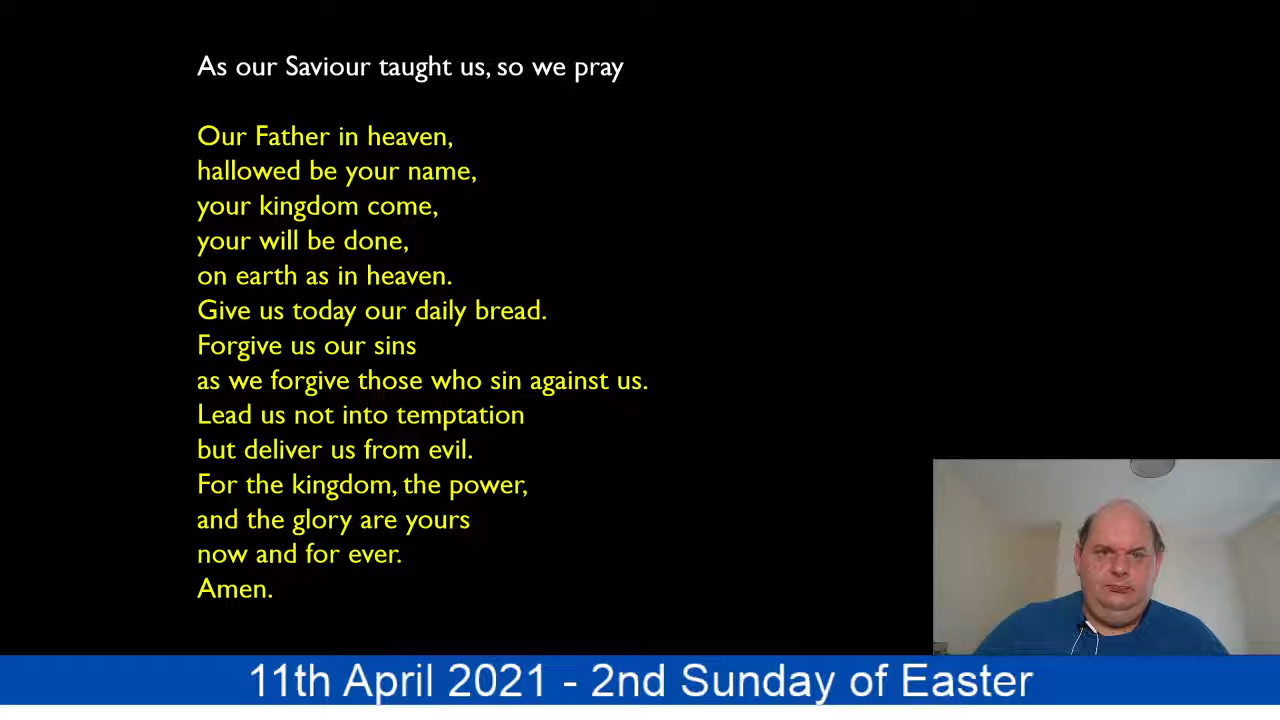 As our Saviour taught us, so we pray
Our Father in heaven,
hallowed be your name,
your kingdom come,
your will be done,
on earth as in heaven.
Give us today our daily bread.
Forgive us our sins
as we forgive those who sin against us.
Lead us not into temptation
but deliver us from evil.
For the kingdom, the power,
and the glory are yours
now and for ever.
Amen.
11th April 2021 - 2nd Sunday of Easter